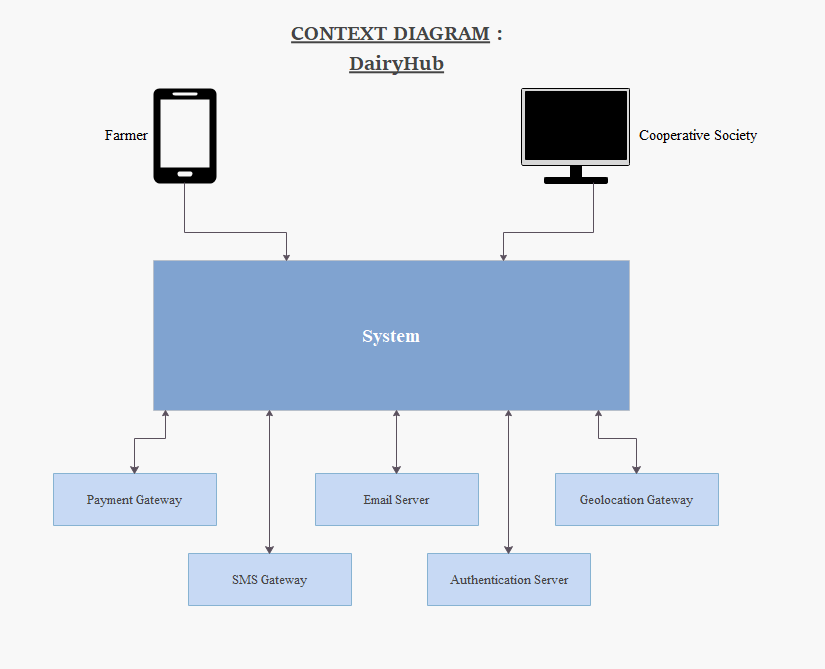 CONTEXT DIAGRAM :
DairyHub
Farmer
Cooperative Society
System
Payment Gateway
Email Server
Geolocation Gateway
SMS Gateway
Authentication Server